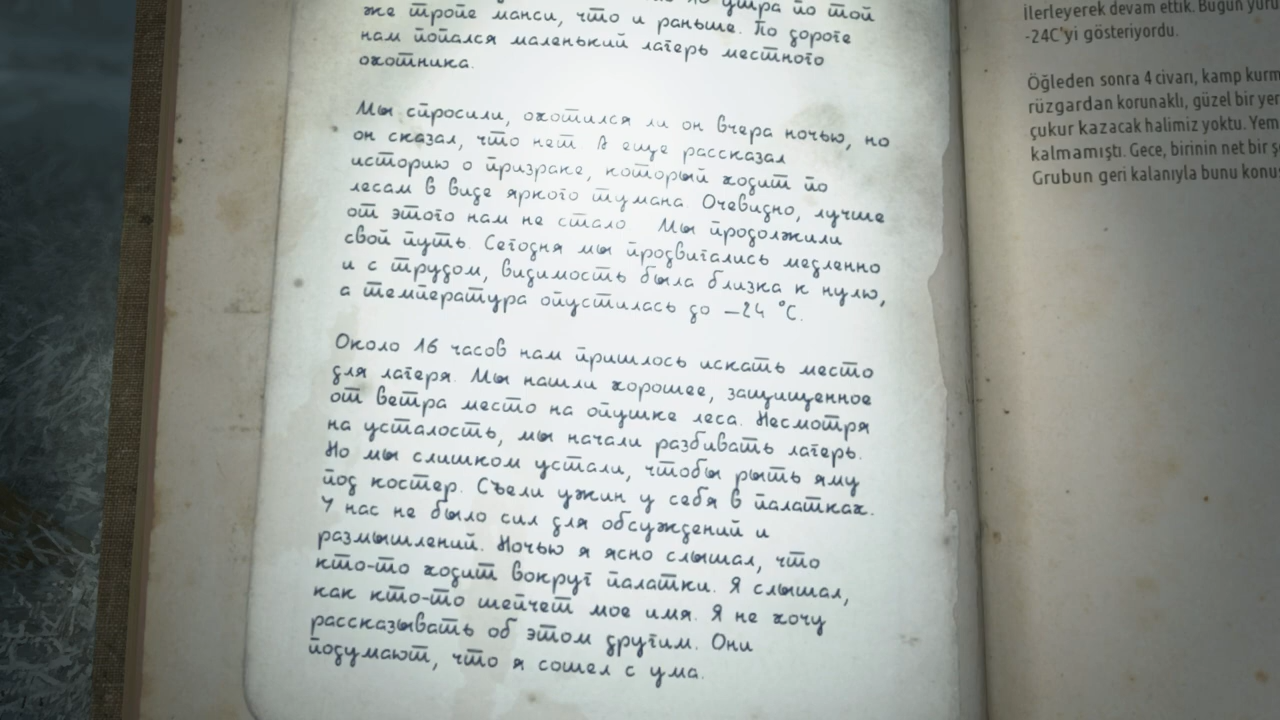 утра по той
же тропе манси, что и раньше. По дороге
нам попался маленький лагерь местного
охотника.
Мы спросили, охотился ли он вчера ночью, но
он сказал, что нет В еще рассказал
историю о призраке, который ходит по
лесам в виде яркого тумана Очевидно, лучше
от этого нам не стало Мы продолжили
свой путь. Сегодня мы продвигались медленно
и с трудом, видимость была близка к нулю,
а температура опустилась до –24 °C.
Около 16 часов нам пришлось искать место
для лагеря. Мы нашли хорошее, защищенное
от ветра место на опушке леса. Несмотря
на усталость, мы начали разбивать лагерь.
Но мы слишком устали, чтобы рыть яму
под костер. Съели ужин у себя в палатках.
У нас не было сил для обсуждений и
размышлений. Ночью я ясно слышал, что
кто-то ходит вокруг палатки. Я слышал,
как кто-то шепчет мое имя. Я не хочу
рассказывать об этом другим. Они
подумают, что я сошел с ума.
İlerleyerek devam ettik. Bugün
-24C'yi gösteriyordu.
Öğleden sonra 4 civarı, kamp
rüzgardan korunaklı, güzel bir
çukur kazacak halimiz yoktu.
kalmamıştı. Gece, birinin net bir
Grubun geri kalanıyla bunu